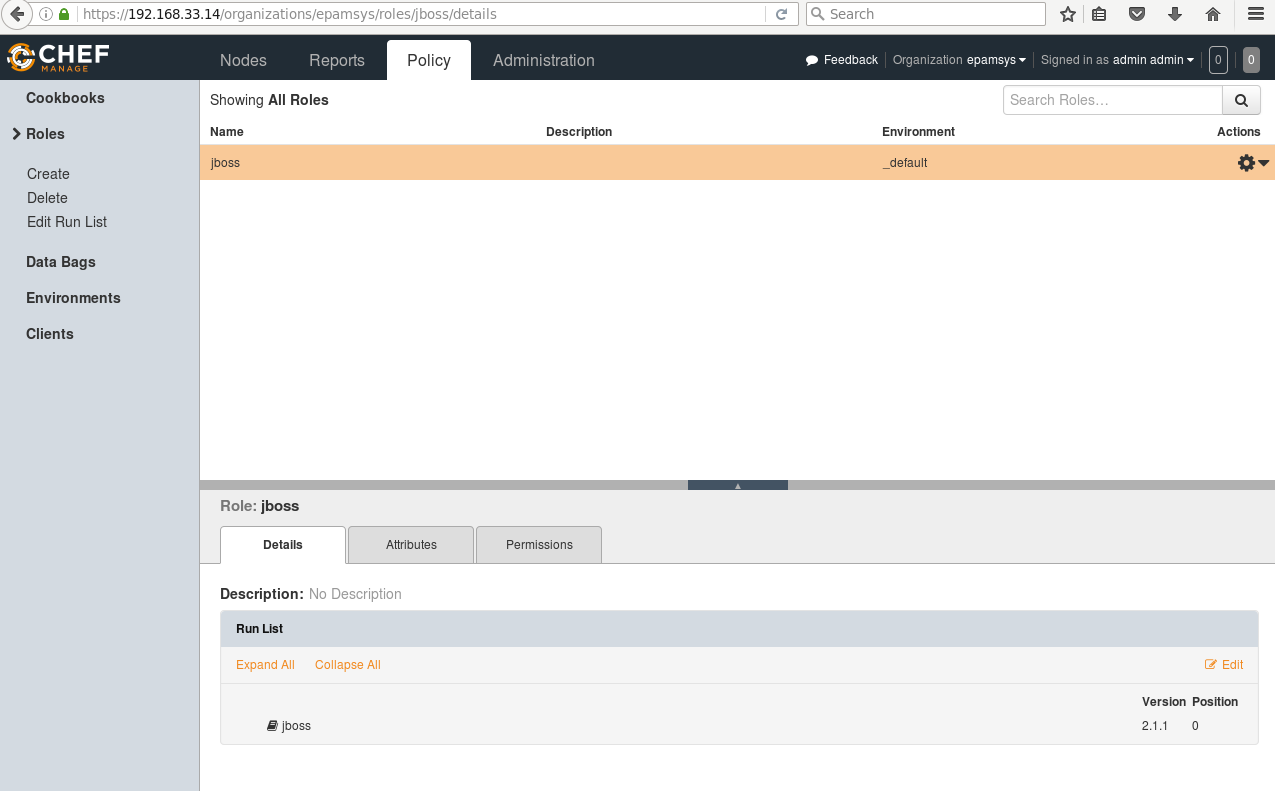 https://192.168.33.14/organizations/epamsys/roles/jboss/details
Search
CHEF
MANAGE
Nodes
Reports
Policy
Administration
Feedback
Organization epamsys
Signed in as admin admin
0
0
Cookbooks
Roles
Create
Delete
Edit Run List
Data Bags
Environments
Clients
Showing All Roles
Search Roles...
Name Description Environment Actions
jboss _default
Role: jboss
Details Attributes Permissions
Description: No Description
Run List
Expand All Collapse All Edit
Version Position
jboss 2.1.1 0